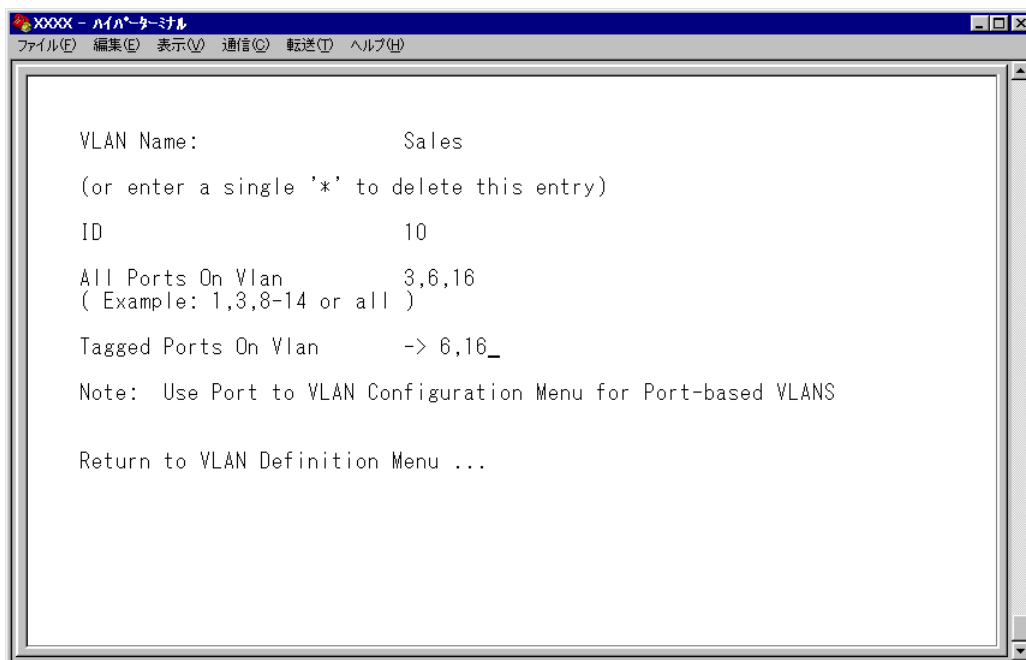 XXXX - ハイパーターミナル
ファイル(F) 編集(E) 表示(V) 通信(C) 転送(T) ヘルプ(H)
VLAN Name: Sales
(or enter a single '*' to delete this entry)
ID 10
All Ports On Vlan 3,6,16
( Example: 1,3,8-14 or all )
Tagged Ports On Vlan -> 6,16_
Note: Use Port to VLAN Configuration Menu for Port-based VLANS
Return to VLAN Definition Menu ...